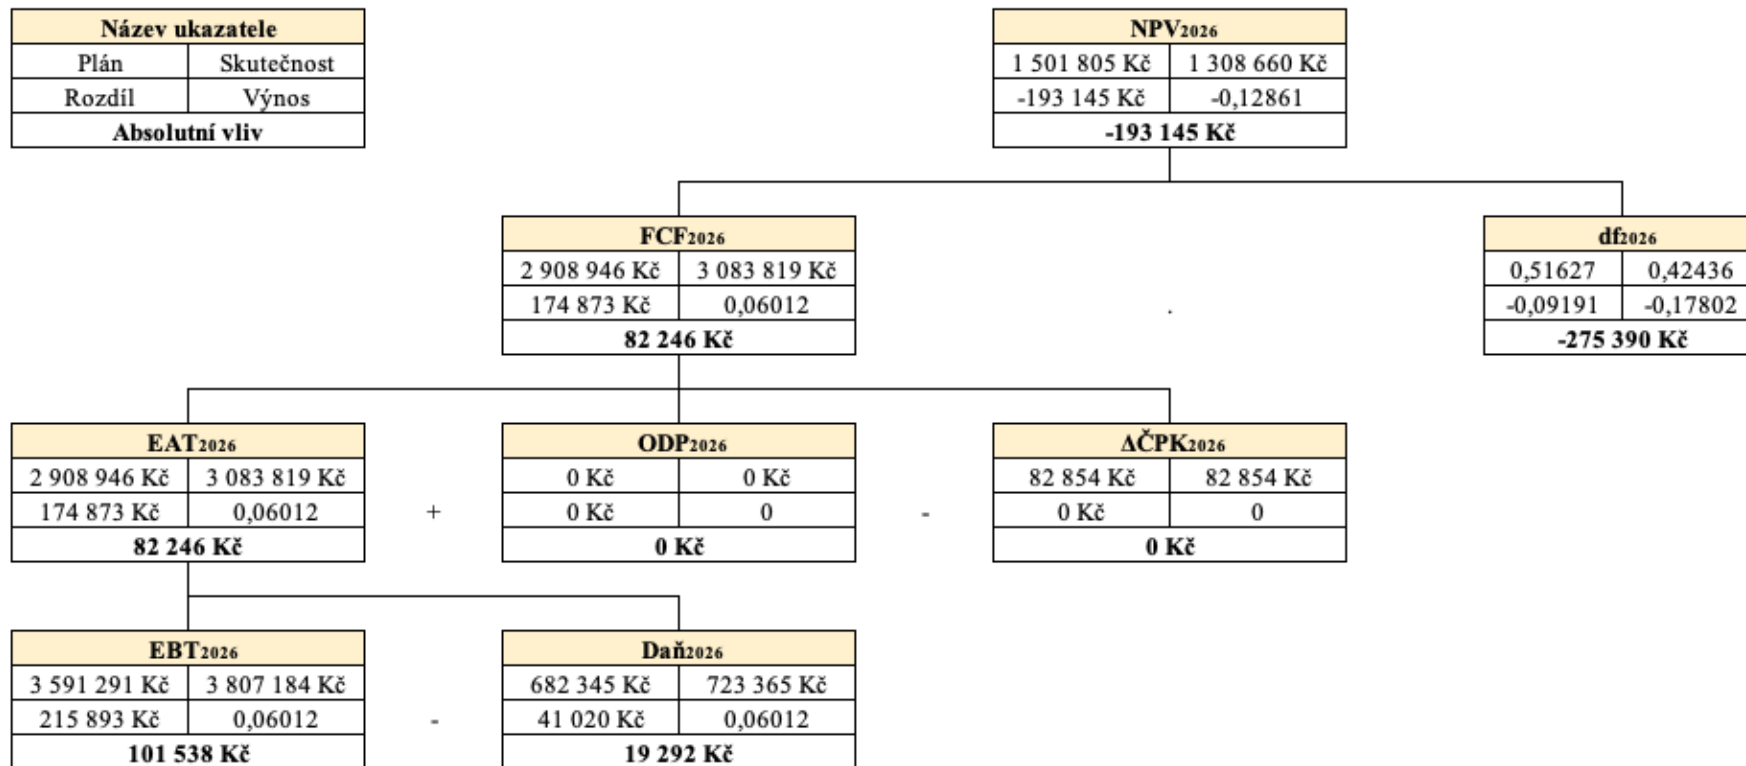 Název ukazatele
Plán Skutečnost
Rozdíl Výnos
Absolutní vliv
NPV2026
1 501 805 Kč 1 308 660 Kč
-193 145 Kč -0,12861
-193 145 Kč
FCF2026
2 908 946 Kč 3 083 819 Kč
174 873 Kč 0,06012
82 246 Kč
.
df2026
0,51627 0,42436
-0,09191 -0,17802
-275 390 Kč
EAT2026
2 908 946 Kč 3 083 819 Kč
174 873 Kč 0,06012
82 246 Kč
+
ODP2026
0 Kč 0 Kč
0 Kč 0
0 Kč
-
ΔČPK2026
82 854 Kč 82 854 Kč
0 Kč 0
0 Kč
EBT2026
3 591 291 Kč 3 807 184 Kč
215 893 Kč 0,06012
101 538 Kč
-
Daň2026
682 345 Kč 723 365 Kč
41 020 Kč 0,06012
19 292 Kč